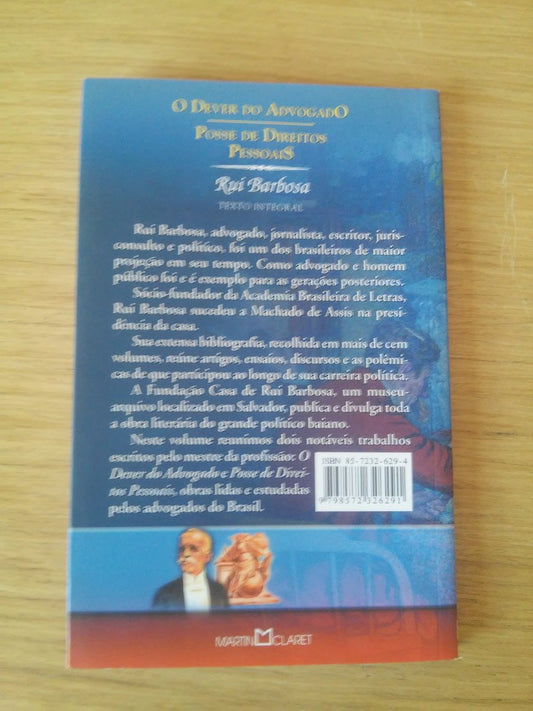 O DEVER DO ADVOGADO
POSSE DE DIREITOS
PESSOAIS
Rui Barbosa
TEXTO INTEGRAL
Rui Barbosa, advogado, jornalista, escritor, juris-
consulto e político, foi um dos brasileiros de maior
projeção em seu tempo. Como advogado e homem
público foi e é exemplo para as gerações posteriores.
Sócio-fundador da Academia Brasileira de Letras,
Rui Barbosa sucedeu a Machado de Assis na presi-
dência da casa.
Sua extensa bibliografia, recolhida em mais de cem
volumes, reúne artigos, ensaios, discursos e as polêmi-
cas de que participou ao longo de sua carreira política.
A Fundação Casa de Rui Barbosa, um museu-
arquivo localizado em Salvador, publica e divulga toda
a obra literária do grande político baiano.
Neste volume reunimos dois notáveis trabalhos
escritos pelo mestre da profissão: O
Dever do Advogado e Posse de Direi-
tos Pessoais, obras lidas e estudadas
pelos advogados do Brasil.
ISBN 85-7232-629-4
9 798572 326291
MARTIN CLARET